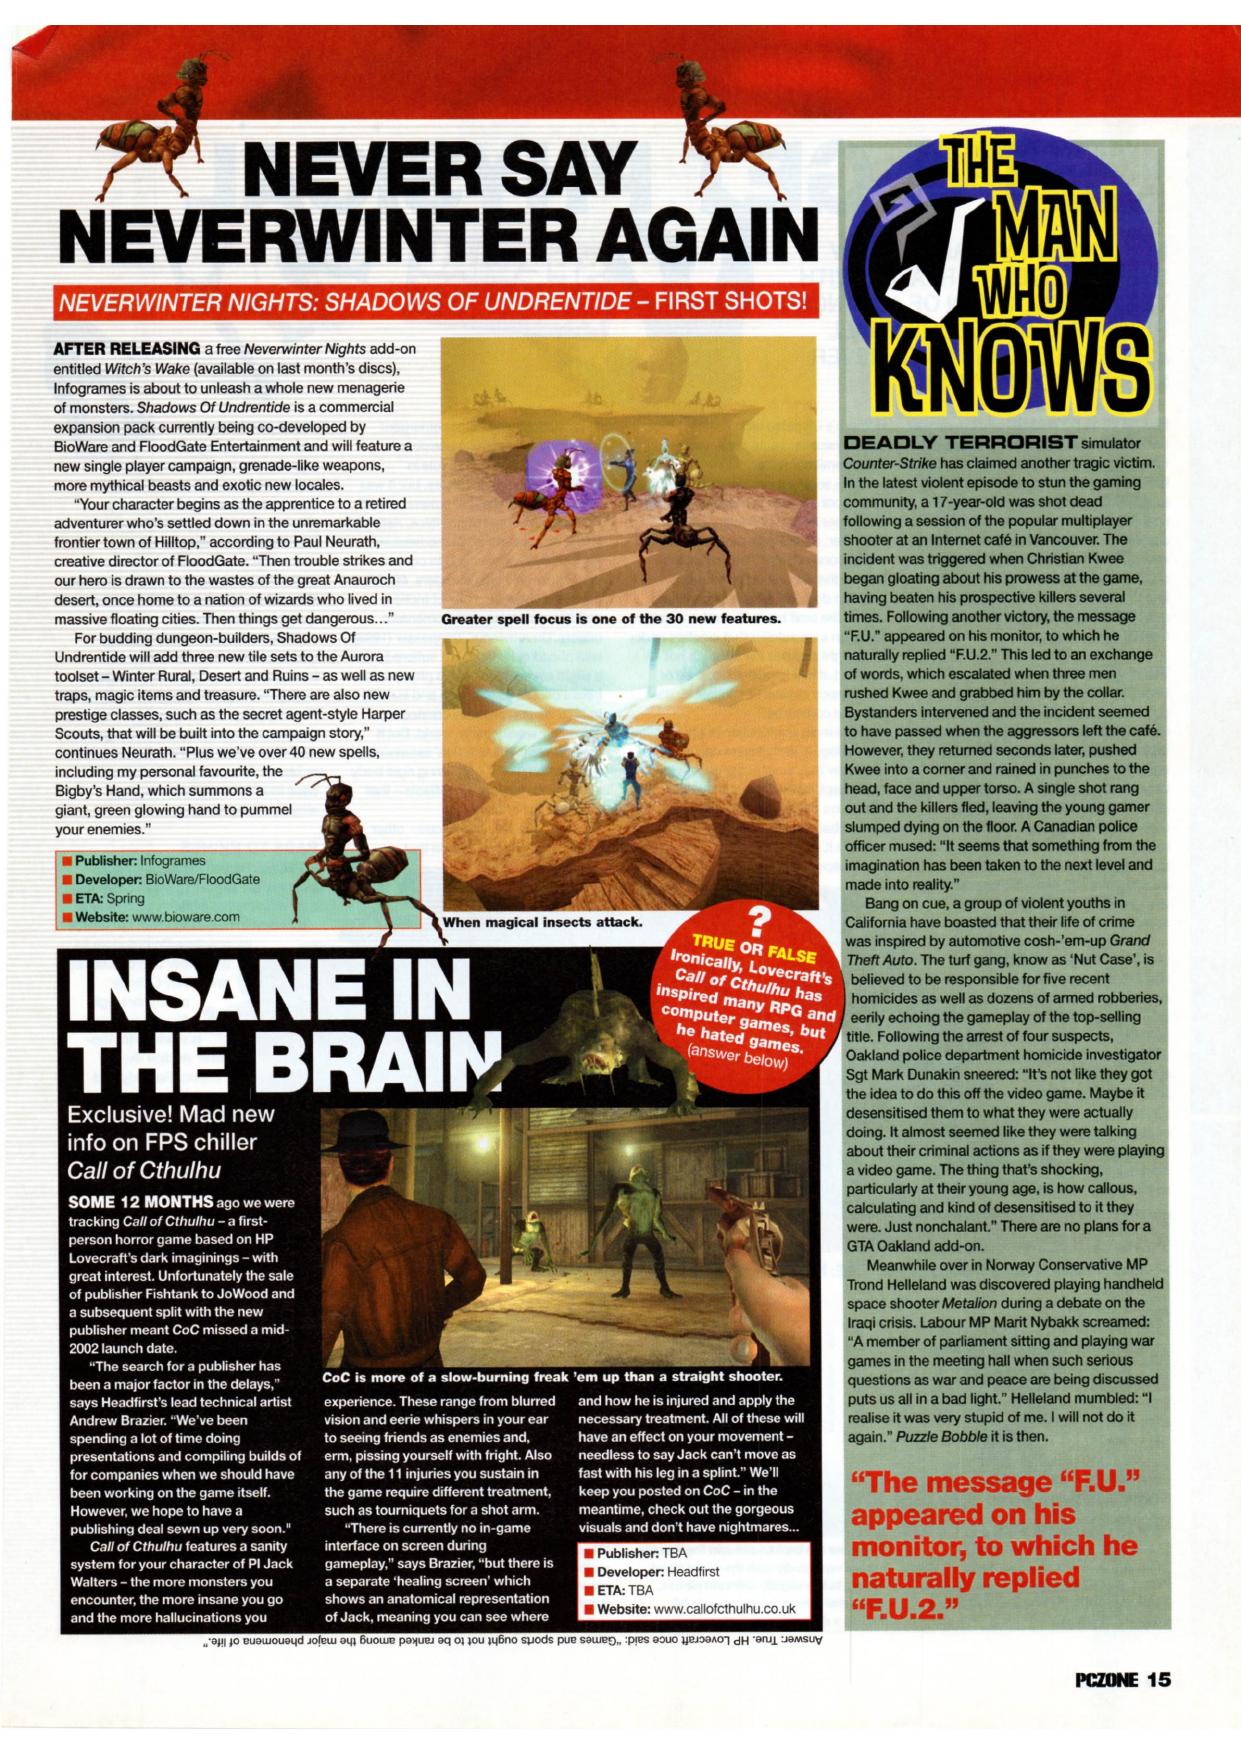 NEVER SAY
NEVERWINTER AGAIN
NEVERWINTER NIGHTS: SHADOWS OF UNDRENTIDE – FIRST SHOTS!
AFTER RELEASING a free Neverwinter Nights add-on
entitled Witch's Wake (available on last month's discs),
Infogrames is about to unleash a whole new menagerie
of monsters. Shadows Of Undrentide is a commercial
expansion pack currently being co-developed by
BioWare and FloodGate Entertainment and will feature a
new single player campaign, grenade-like weapons,
more mythical beasts and exotic new locales.
"Your character begins as the apprentice to a retired
adventurer who's settled down in the unremarkable
frontier town of Hilltop," according to Paul Neurath,
creative director of FloodGate. "Then trouble strikes and
our hero is drawn to the wastes of the great Anauroch
desert, once home to a nation of wizards who lived in
massive floating cities. Then things get dangerous..."
For budding dungeon-builders, Shadows Of
Undrentide will add three new tile sets to the Aurora
toolset – Winter Rural, Desert and Ruins – as well as new
traps, magic items and treasure. "There are also new
prestige classes, such as the secret agent-style Harper
Scouts, that will be built into the campaign story,"
continues Neurath. "Plus we've over 40 new spells,
including my personal favourite, the
Bigby's Hand, which summons a
giant, green glowing hand to pummel
your enemies."
Publisher: Infogrames
Developer: BioWare/FloodGate
ETA: Spring
Website: www.bioware.com
Greater spell focus is one of the 30 new features.
When magical insects attack.
?
TRUE OR FALSE
Ironically, Lovecraft's
Call of Cthulhu has
inspired many RPG and
computer games, but
he hated games.
(answer below)
INSANE IN
THE BRAIN
Exclusive! Mad new
info on FPS chiller
Call of Cthulhu
SOME 12 MONTHS ago we were
tracking Call of Cthulhu – a first-
person horror game based on HP
Lovecraft's dark imaginings – with
great interest. Unfortunately the sale
of publisher Fishtank to JoWood and
a subsequent split with the new
publisher meant CoC missed a mid-
2002 launch date.
"The search for a publisher has
been a major factor in the delays,"
says Headfirst's lead technical artist
Andrew Brazier. "We've been
spending a lot of time doing
presentations and compiling builds of
for companies when we should have
been working on the game itself.
However, we hope to have a
publishing deal sewn up very soon."
Call of Cthulhu features a sanity
system for your character of PI Jack
Walters – the more monsters you
encounter, the more insane you go
and the more hallucinations you
CoC is more of a slow-burning freak 'em up than a straight shooter.
experience. These range from blurred
vision and eerie whispers in your ear
to seeing friends as enemies and,
erm, pissing yourself with fright. Also
any of the 11 injuries you sustain in
the game require different treatment,
such as tourniquets for a shot arm.
"There is currently no in-game
interface on screen during
gameplay," says Brazier, "but there is
a separate 'healing screen' which
shows an anatomical representation
of Jack, meaning you can see where
and how he is injured and apply the
necessary treatment. All of these will
have an effect on your movement –
needless to say Jack can't move as
fast with his leg in a splint." We'll
keep you posted on CoC – in the
meantime, check out the gorgeous
visuals and don't have nightmares...
Publisher: TBA
Developer: Headfirst
ETA: TBA
Website: www.callofcthulhu.co.uk
Answer: True. HP Lovecraft once said: "Games and sports ought not to be ranked among the major phenomena of life."
THE
MAN
WHO
KNOWS
DEADLY TERRORIST simulator
Counter-Strike has claimed another tragic victim.
In the latest violent episode to stun the gaming
community, a 17-year-old was shot dead
following a session of the popular multiplayer
shooter at an Internet café in Vancouver. The
incident was triggered when Christian Kwee
began gloating about his prowess at the game,
having beaten his prospective killers several
times. Following another victory, the message
"F.U." appeared on his monitor, to which he
naturally replied "F.U.2." This led to an exchange
of words, which escalated when three men
rushed Kwee and grabbed him by the collar.
Bystanders intervened and the incident seemed
to have passed when the aggressors left the café.
However, they returned seconds later, pushed
Kwee into a corner and rained in punches to the
head, face and upper torso. A single shot rang
out and the killers fled, leaving the young gamer
slumped dying on the floor. A Canadian police
officer mused: "It seems that something from the
imagination has been taken to the next level and
made into reality."
Bang on cue, a group of violent youths in
California have boasted that their life of crime
was inspired by automotive cosh-'em-up Grand
Theft Auto. The turf gang, know as 'Nut Case', is
believed to be responsible for five recent
homicides as well as dozens of armed robberies,
eerily echoing the gameplay of the top-selling
title. Following the arrest of four suspects,
Oakland police department homicide investigator
Sgt Mark Dunakin sneered: "It's not like they got
the idea to do this off the video game. Maybe it
desensitised them to what they were actually
doing. It almost seemed like they were talking
about their criminal actions as if they were playing
a video game. The thing that's shocking,
particularly at their young age, is how callous,
calculating and kind of desensitised to it they
were. Just nonchalant." There are no plans for a
GTA Oakland add-on.
Meanwhile over in Norway Conservative MP
Trond Helleland was discovered playing handheld
space shooter Metalion during a debate on the
Iraqi crisis. Labour MP Marit Nybakk screamed:
"A member of parliament sitting and playing war
games in the meeting hall when such serious
questions as war and peace are being discussed
puts us all in a bad light." Helleland mumbled: "I
realise it was very stupid of me. I will not do it
again." Puzzle Bobble it is then.
"The message "F.U."
appeared on his
monitor, to which he
naturally replied
"F.U.2."
PCZONE 15